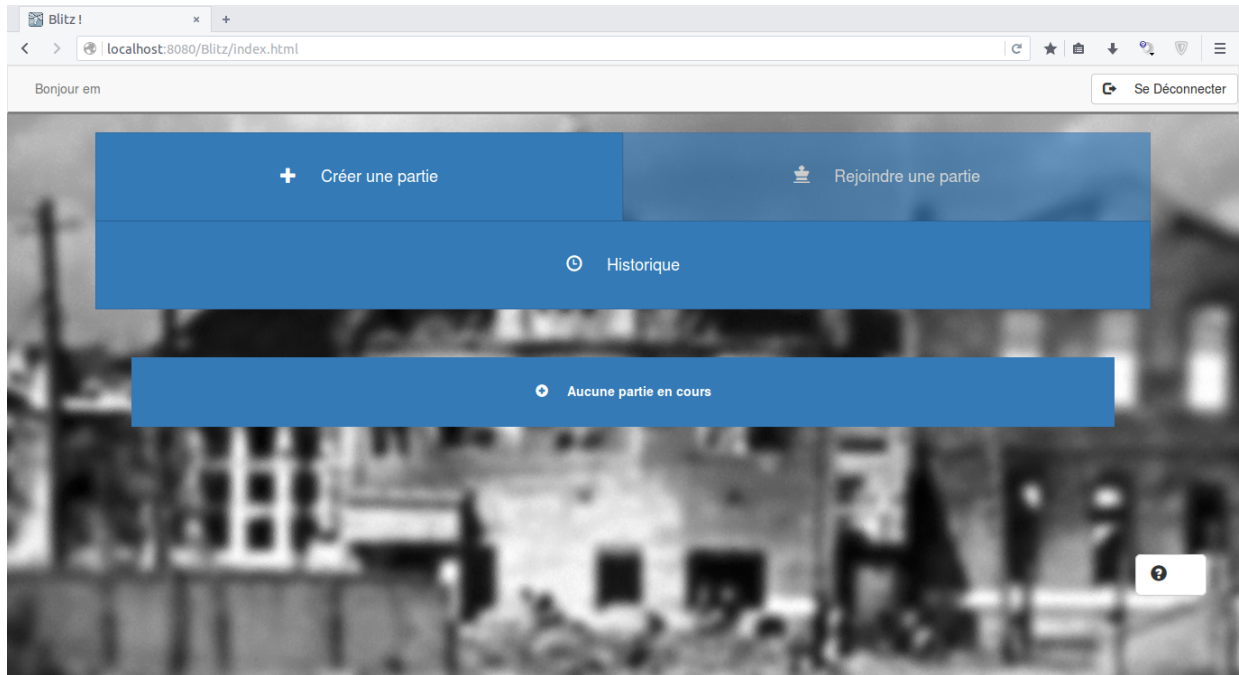 Blitz !
localhost:8080/Blitz/index.html
Bonjour em
Se Déconnecter
Créer une partie
Rejoindre une partie
Historique
Aucune partie en cours